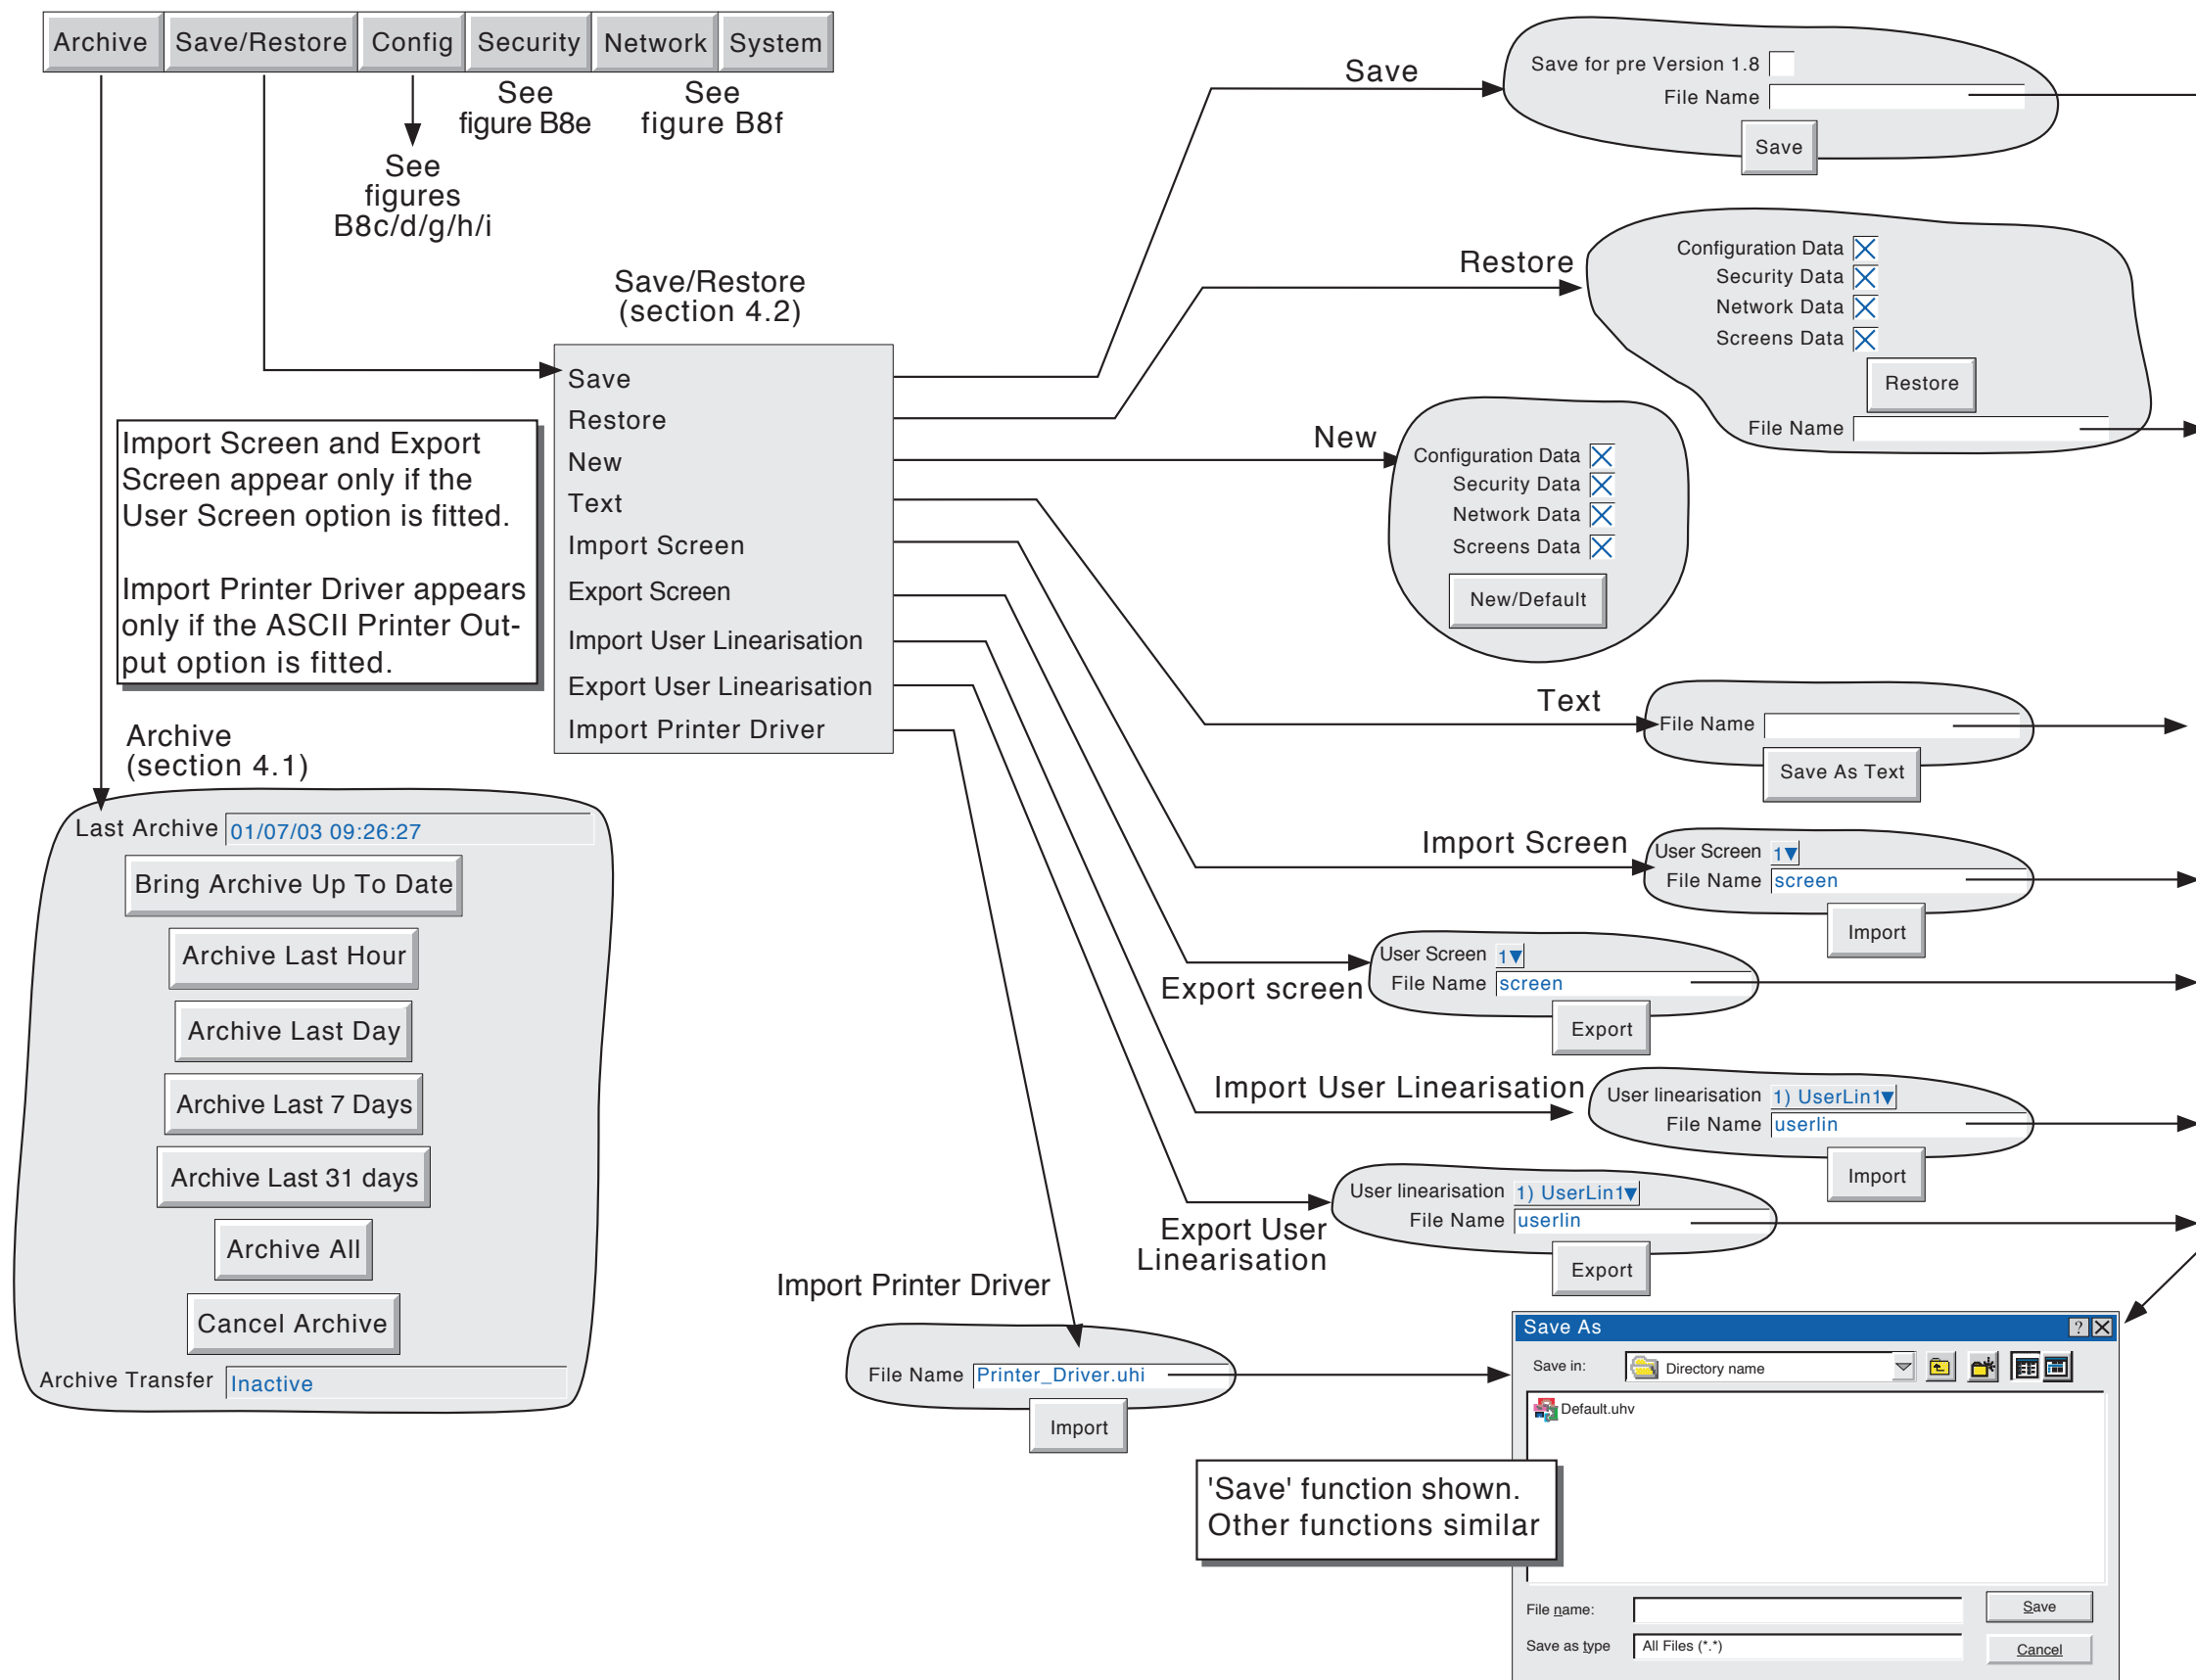 Archive Save/Restore Config Security Network System
See
figure B8e
See
figure B8f
See
figures
B8c/d/g/h/i
Save/Restore
(section 4.2)
Save
Restore
New
Text
Import Screen
Export Screen
Import User Linearisation
Export User Linearisation
Import Printer Driver
Import Screen and Export
Screen appear only if the
User Screen option is fitted.
Import Printer Driver appears
only if the ASCII Printer Out-
put option is fitted.
Archive
(section 4.1)
Last Archive 01/07/03 09:26:27
Bring Archive Up To Date
Archive Last Hour
Archive Last Day
Archive Last 7 Days
Archive Last 31 days
Archive All
Cancel Archive
Archive Transfer Inactive
Save
Save for pre Version 1.8
File Name
Save
Restore
Configuration Data
Security Data
Network Data
Screens Data
Restore
File Name
New
Configuration Data
Security Data
Network Data
Screens Data
New/Default
Text
File Name
Save As Text
Import Screen
User Screen 1▼
File Name screen
Import
Export screen
User Screen 1▼
File Name screen
Export
Import User Linearisation
User linearisation 1) UserLin1▼
File Name userlin
Import
Export User
Linearisation
User linearisation 1) UserLin1▼
File Name userlin
Export
Import Printer Driver
File Name Printer_Driver.uhi
Import
Save As ?
Save in: Directory name
Default.uhv
'Save' function shown.
Other functions similar
File name: Save
Save as type All Files (*.*) Cancel